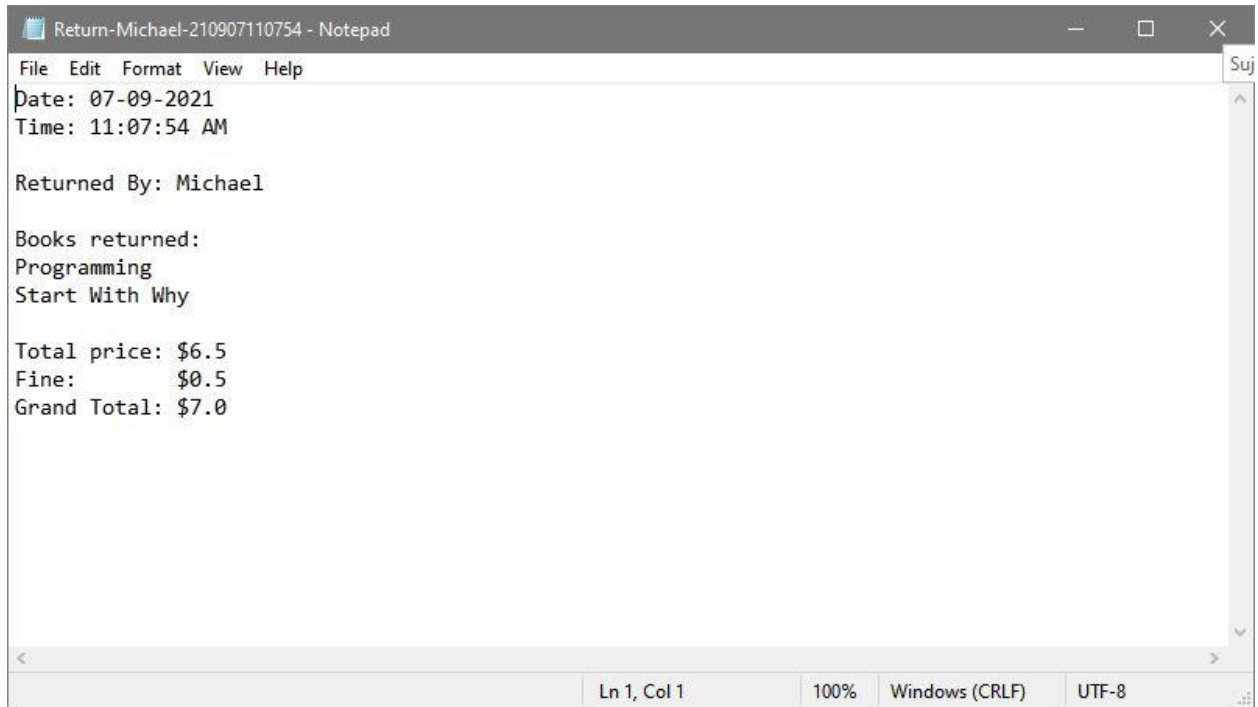 Return-Michael-210907110754 - Notepad
File Edit Format View Help
Suj
Date: 07-09-2021
Time: 11:07:54 AM
Returned By: Michael
Books returned:
Programming
Start With Why
Total price: $6.5
Fine: $0.5
Grand Total: $7.0
Ln 1, Col 1 100% Windows (CRLF) UTF-8